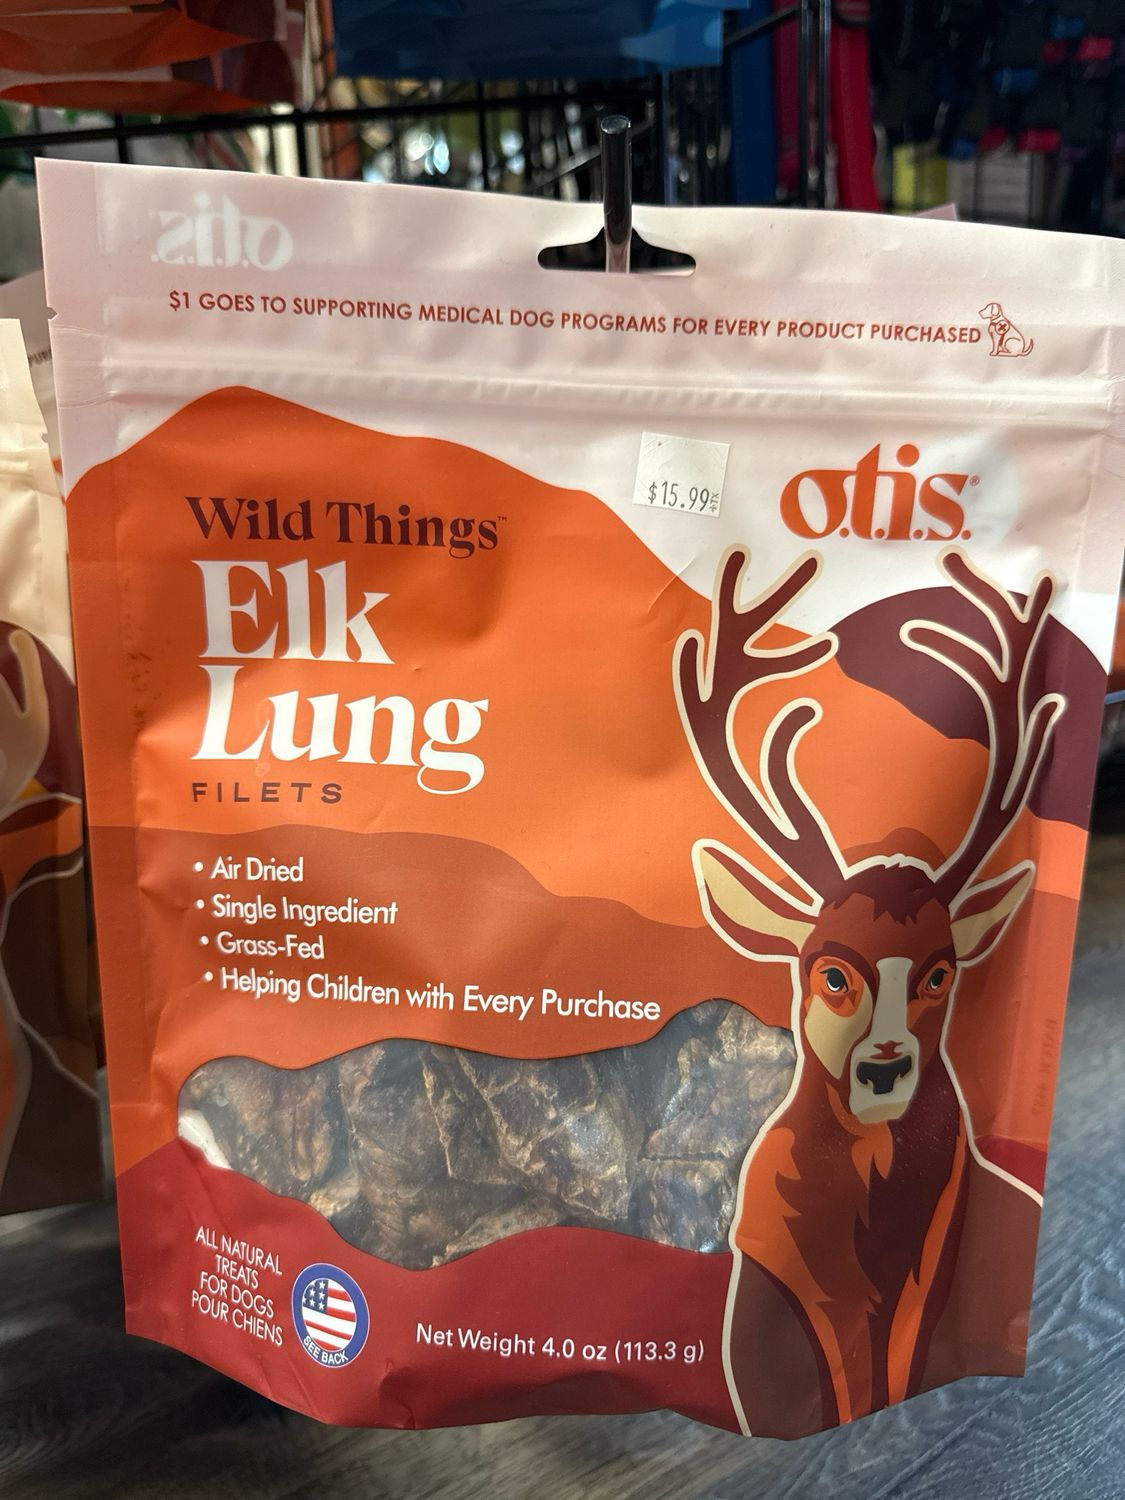 o.t.i.s.
$1 GOES TO SUPPORTING MEDICAL DOG PROGRAMS FOR EVERY PRODUCT PURCHASED
$15.99
o.t.i.s.®
Wild Things™
Elk
Lung
FILETS
• Air Dried
• Single Ingredient
• Grass-Fed
• Helping Children with Every Purchase
ALL NATURAL
TREATS
FOR DOGS
POUR CHIENS
SEE BACK
Net Weight 4.0 oz (113.3 g)